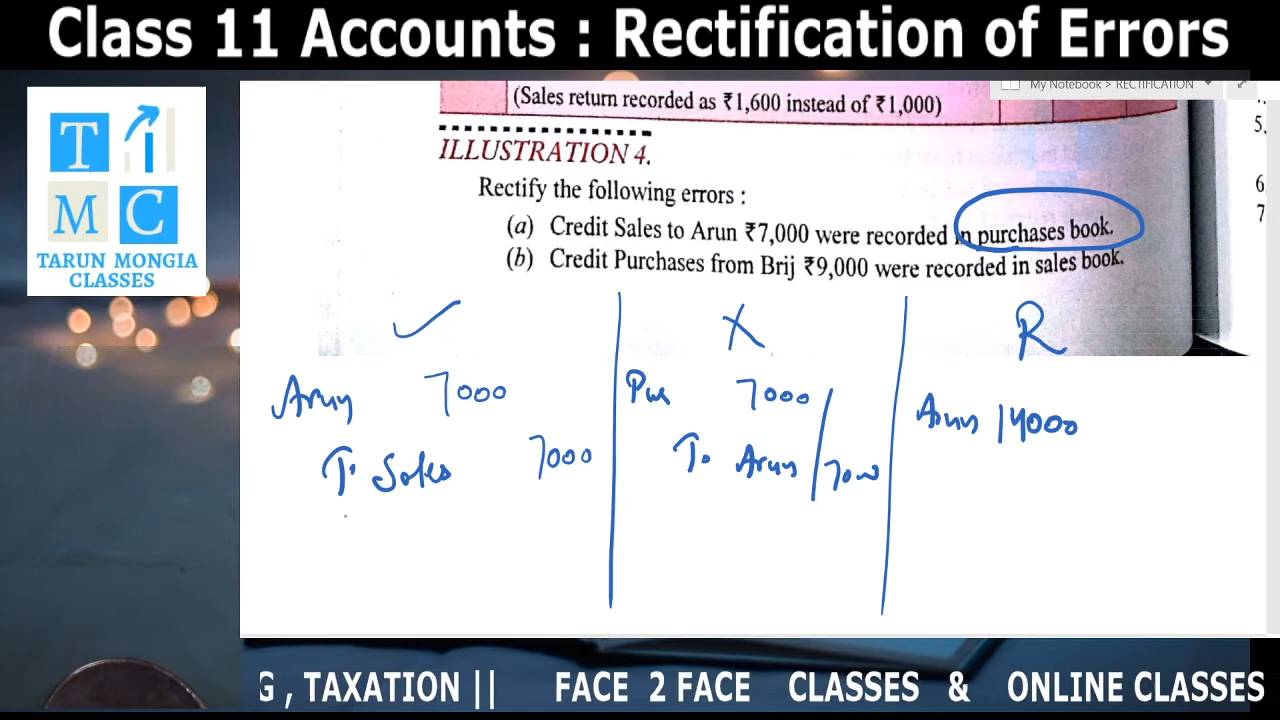 Class 11 Accounts : Rectification of Errors
My Notebook > RECTIFICATION
T
M C
TARUN MONGIA
CLASSES
(Sales return recorded as ₹1,600 instead of ₹1,000)
5.
6
7
ILLUSTRATION 4.
Rectify the following errors :
(a) Credit Sales to Arun ₹7,000 were recorded in purchases book.
(b) Credit Purchases from Brij ₹9,000 were recorded in sales book.
✓ X R
Arun 7000
To Sales 7000
Pur 7000
To Arun 7000
Arun 14000
G , TAXATION || FACE 2 FACE CLASSES & ONLINE CLASSES